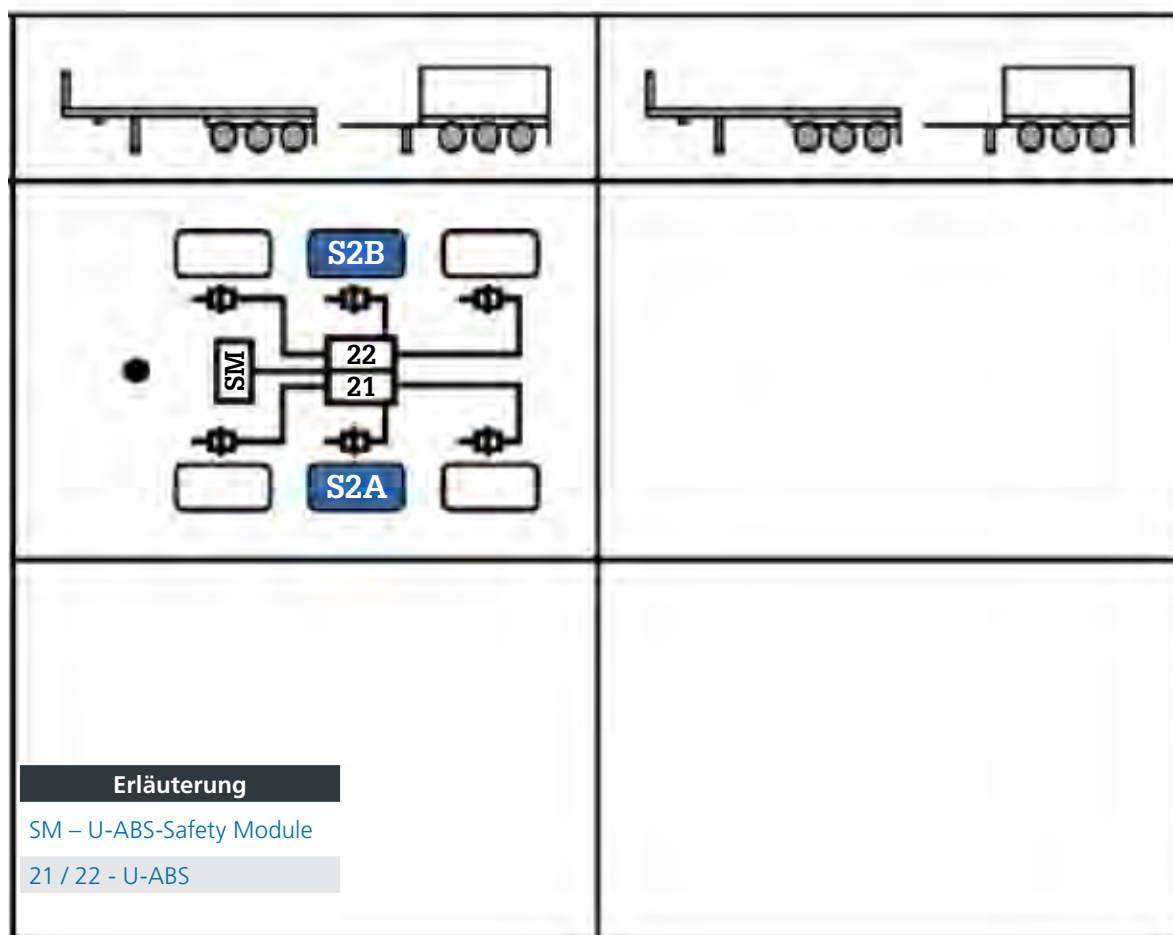 S2B
22
SM
21
S2A
Erläuterung
SM – U-ABS-Safety Module
21 / 22 - U-ABS